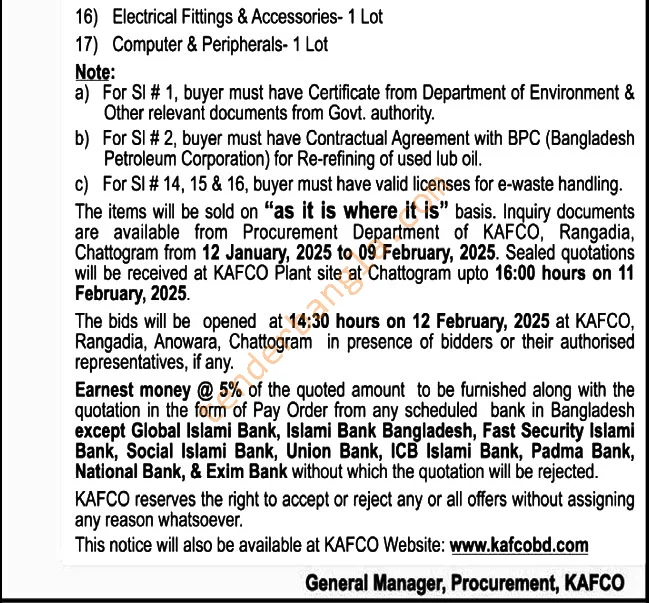 16) Electrical Fittings & Accessories- 1 Lot
17) Computer & Peripherals- 1 Lot
Note:
a) For Sl # 1, buyer must have Certificate from Department of Environment &
Other relevant documents from Govt. authority.
b) For Sl # 2, buyer must have Contractual Agreement with BPC (Bangladesh
Petroleum Corporation) for Re-refining of used lub oil.
c) For Sl # 14, 15 & 16, buyer must have valid licenses for e-waste handling.
The items will be sold on “as it is where it is” basis. Inquiry documents
are available from Procurement Department of KAFCO, Rangadia,
Chattogram from 12 January, 2025 to 09 February, 2025. Sealed quotations
will be received at KAFCO Plant site at Chattogram upto 16:00 hours on 11
February, 2025.
The bids will be opened at 14:30 hours on 12 February, 2025 at KAFCO,
Rangadia, Anowara, Chattogram in presence of bidders or their authorised
representatives, if any.
Earnest money @ 5% of the quoted amount to be furnished along with the
quotation in the form of Pay Order from any scheduled bank in Bangladesh
except Global Islami Bank, Islami Bank Bangladesh, Fast Security Islami
Bank, Social Islami Bank, Union Bank, ICB Islami Bank, Padma Bank,
National Bank, & Exim Bank without which the quotation will be rejected.
KAFCO reserves the right to accept or reject any or all offers without assigning
any reason whatsoever.
This notice will also be available at KAFCO Website: www.kafcobd.com
General Manager, Procurement, KAFCO
tenderbangla.com